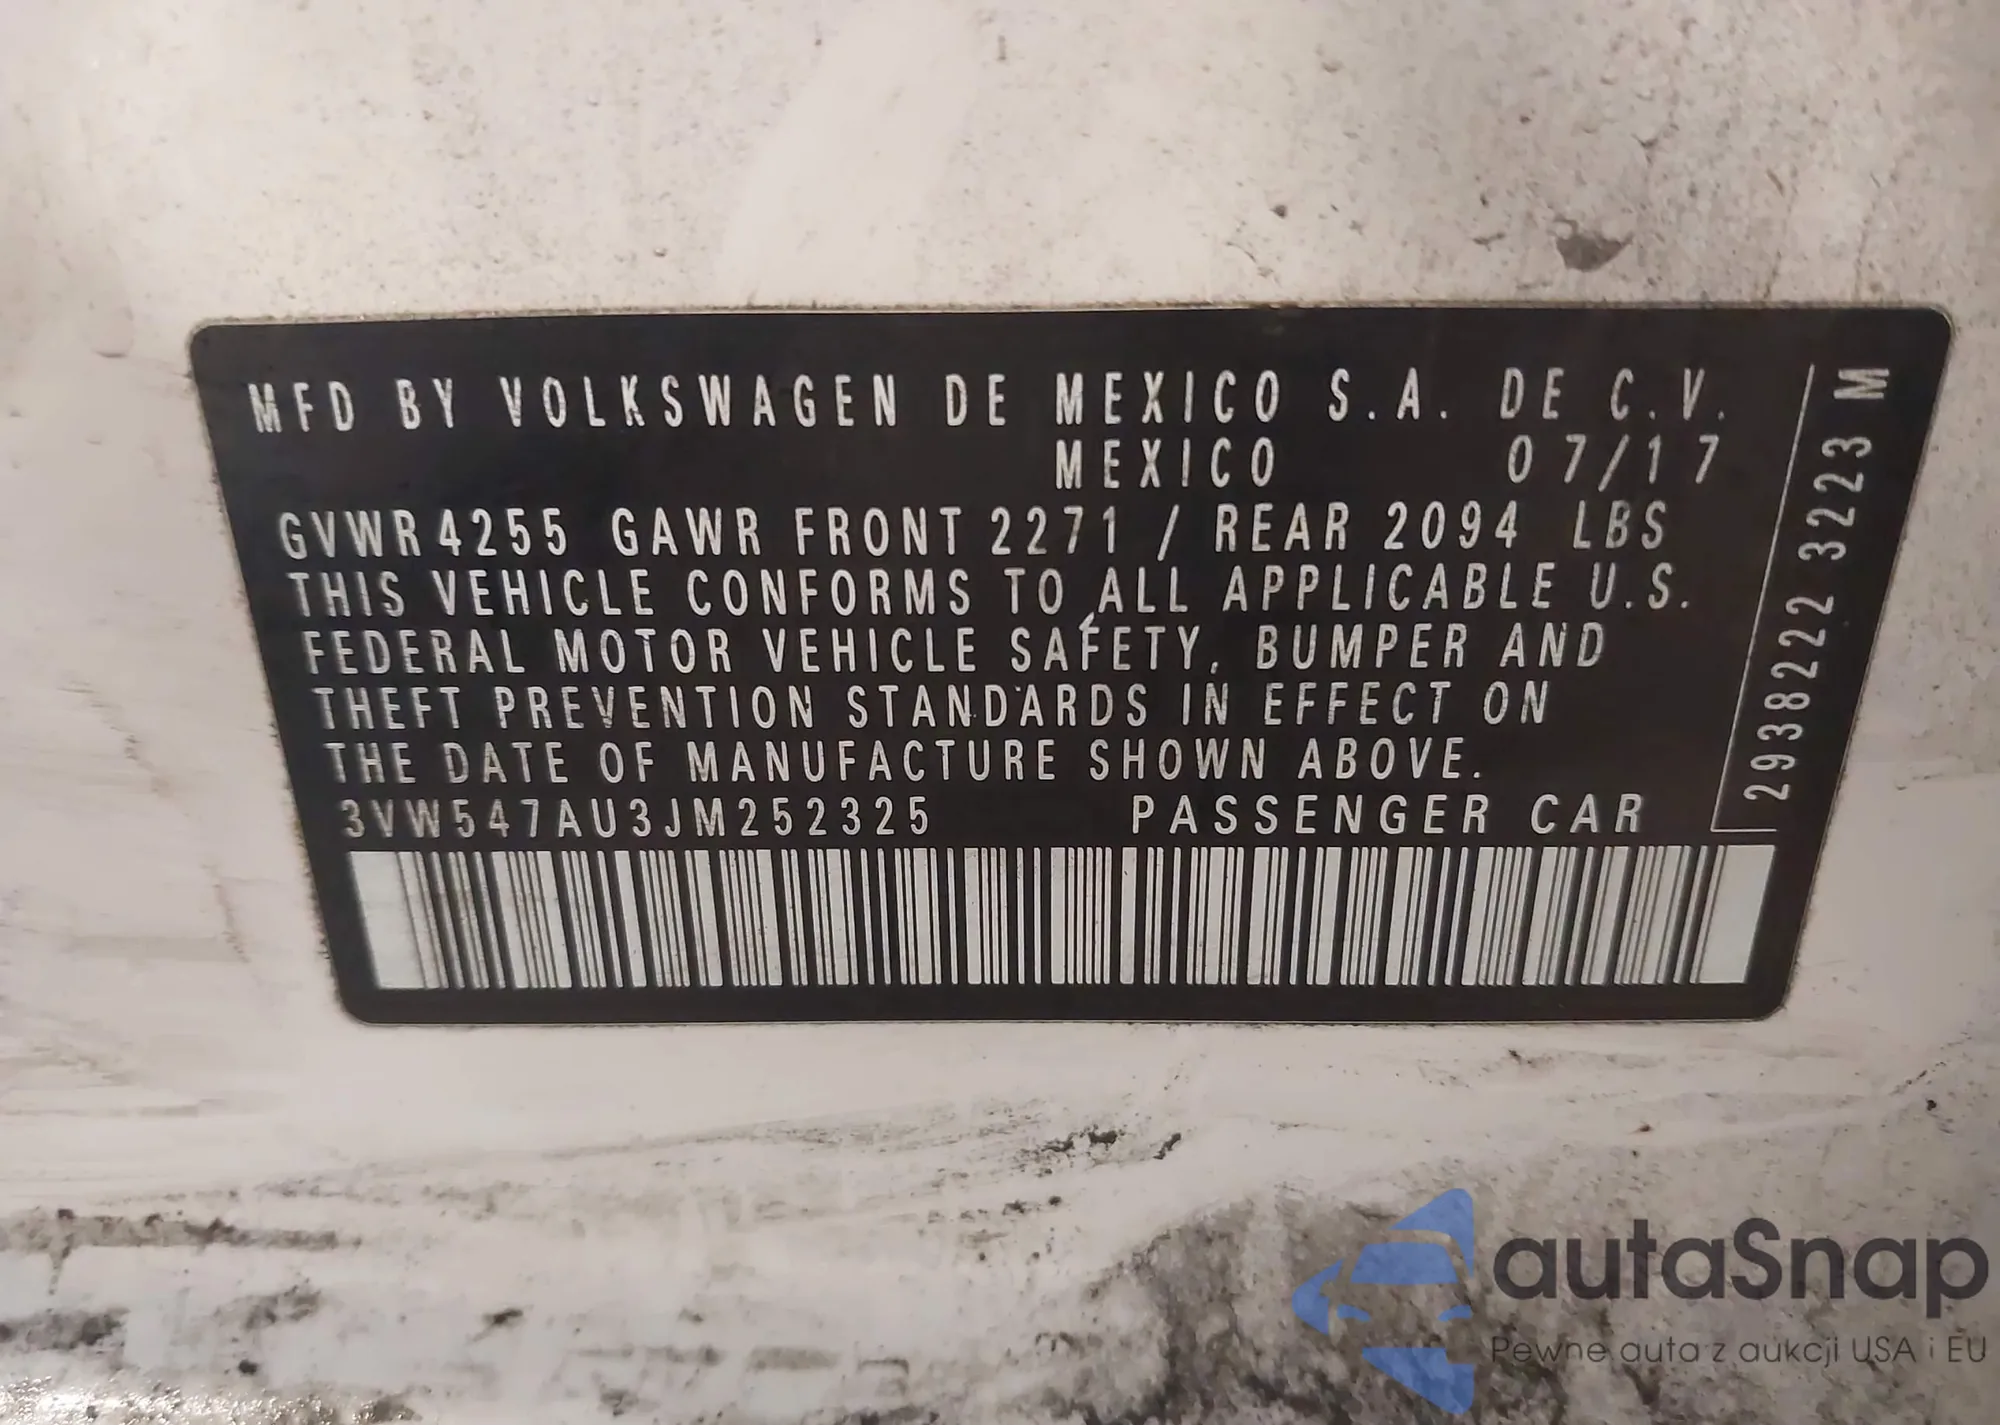 MFD BY VOLKSWAGEN DE MEXICO S.A. DE C.V.
MEXICO 07/17
GVWR 4255 GAWR FRONT 2271 / REAR 2094 LBS
THIS VEHICLE CONFORMS TO ALL APPLICABLE U.S.
FEDERAL MOTOR VEHICLE SAFETY, BUMPER AND
THEFT PREVENTION STANDARDS IN EFFECT ON
THE DATE OF MANUFACTURE SHOWN ABOVE.
3VW547AU3JM252325 PASSENGER CAR
2938222 3223 M
autaSnap
Pewne auta z aukcji USA i EU